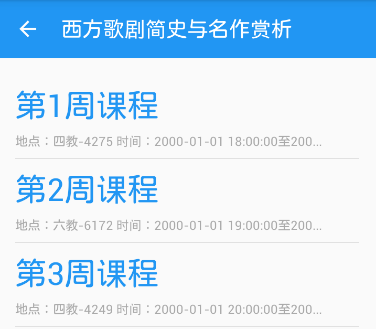 西方歌剧简史与名作赏析
第1周课程
地点：四教-4275 时间：2000-01-01 18:00:00至200...
第2周课程
地点：六教-6172 时间：2000-01-01 19:00:00至200...
第3周课程
地点：四教-4249 时间：2000-01-01 20:00:00至200...